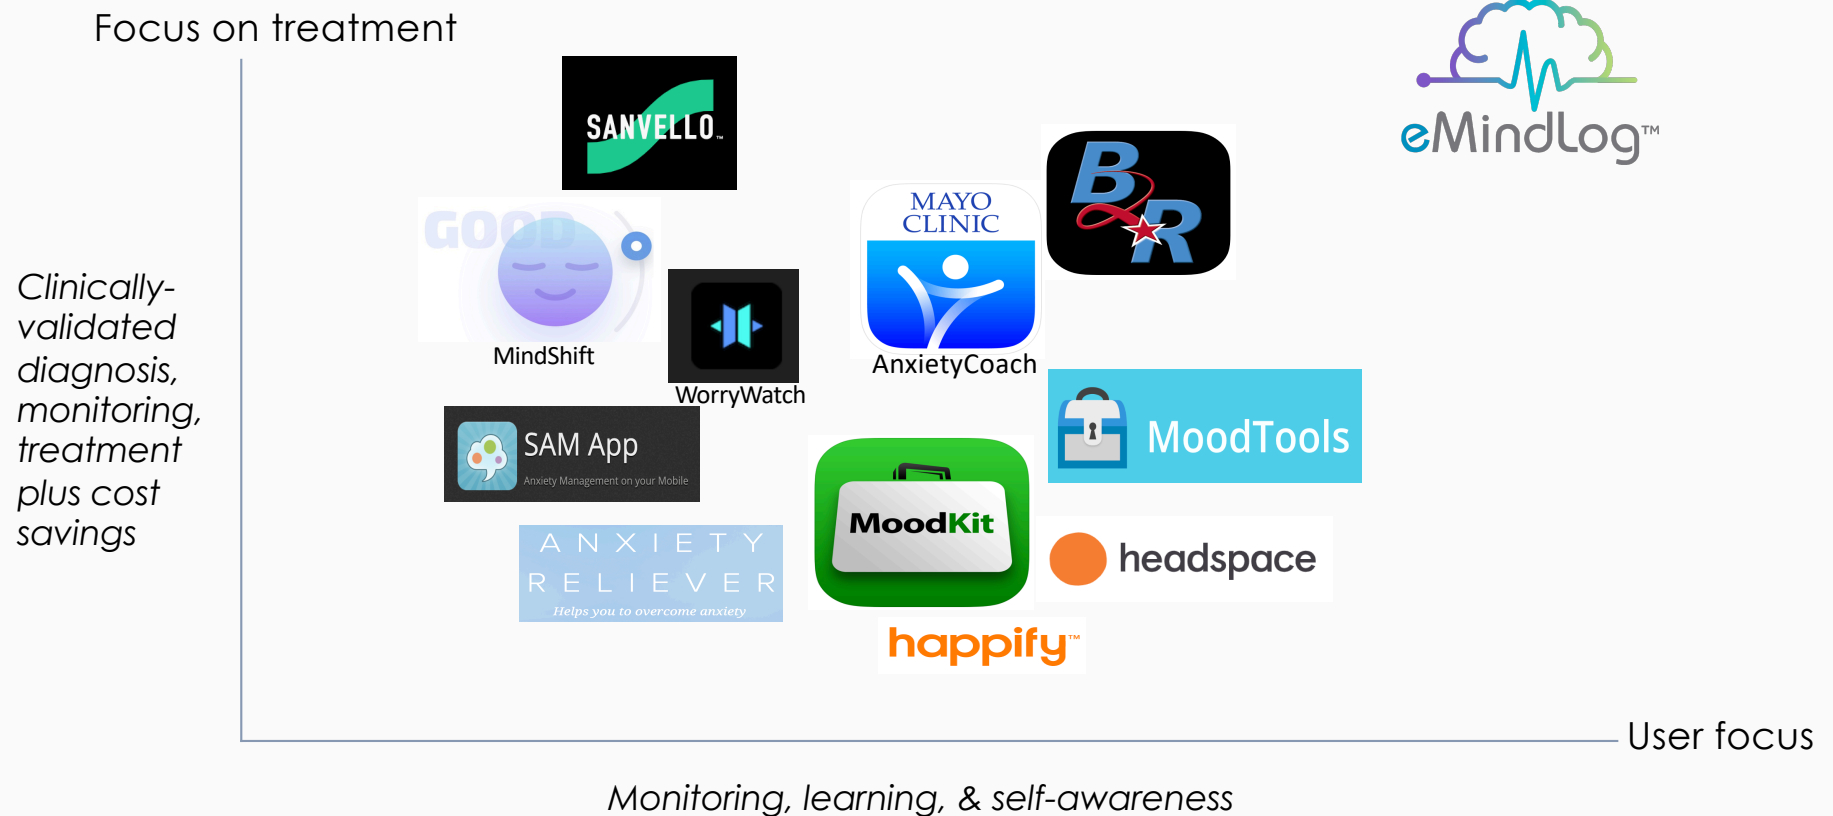 Focus on treatment
eMindLog™
SANVELLO™
B R
MAYO
CLINIC
GOOD
Clinically-
validated
diagnosis,
monitoring,
treatment
plus cost
savings
MindShift
AnxietyCoach
WorryWatch
SAM App
Anxiety Management on your Mobile
MoodTools
MoodKit
ANXIETY
RELIEVER
Helps you to overcome anxiety
headspace
happify™
User focus
Monitoring, learning, & self-awareness